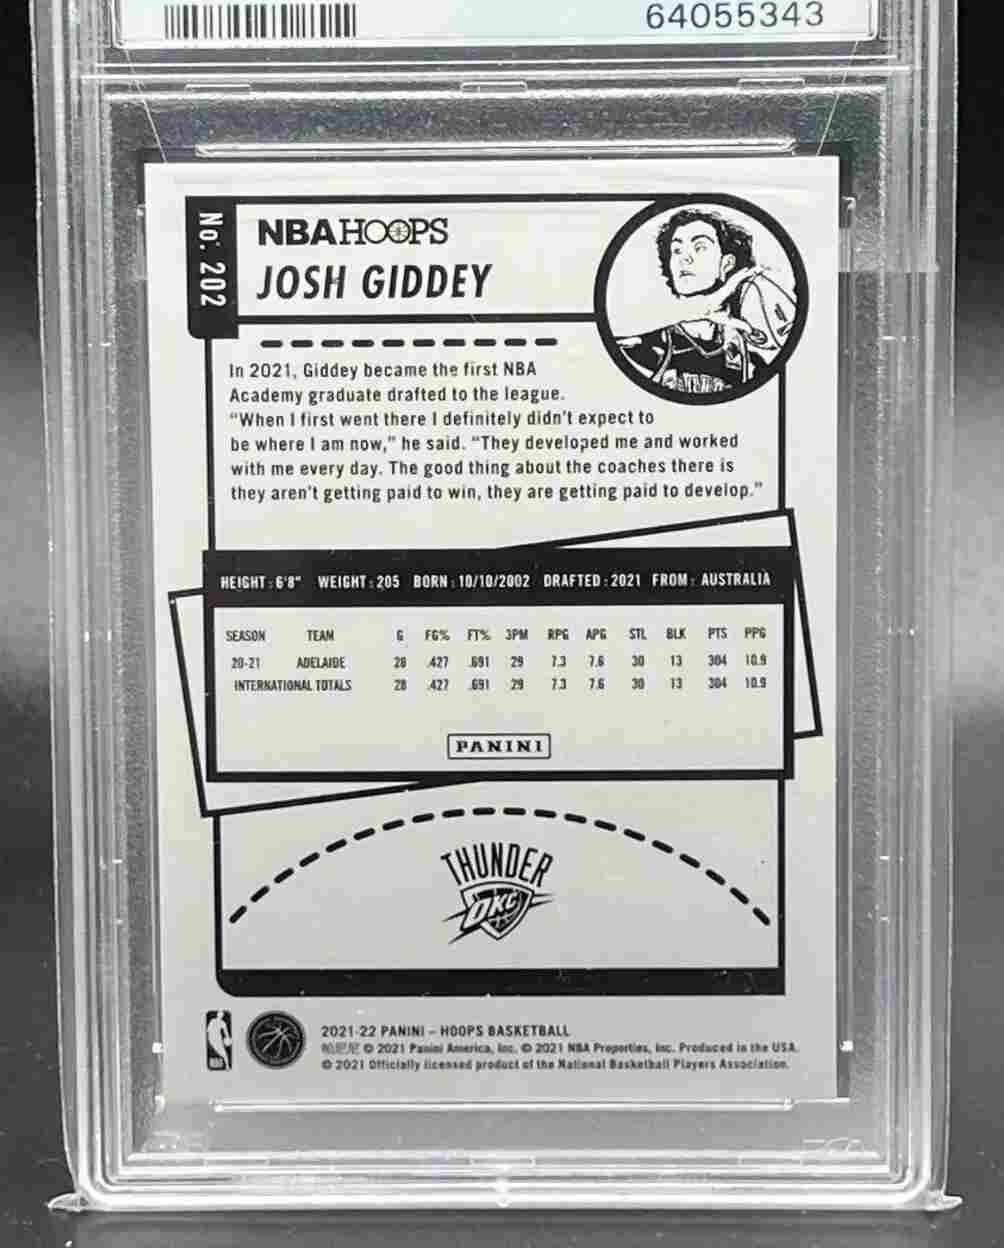 64055343
No. 202
NBA HOOPS
JOSH GIDDEY
In 2021, Giddey became the first NBA
Academy graduate drafted to the league.
“When I first went there I definitely didn't expect to
be where I am now,” he said. “They developed me and worked
with me every day. The good thing about the coaches there is
they aren't getting paid to win, they are getting paid to develop.”
HEIGHT: 6'8" WEIGHT: 205 BORN: 10/10/2002 DRAFTED: 2021 FROM: AUSTRALIA
SEASON TEAM G FG% FT% 3PM RPG APG STL BLK PTS PPG
20-21 ADELAIDE 28 .427 .691 29 7.3 7.6 30 13 304 10.9
INTERNATIONAL TOTALS 28 .427 .691 29 7.3 7.6 30 13 304 10.9
PANINI
THUNDER
OKC
2021-22 PANINI – HOOPS BASKETBALL
© 2021 Panini America, Inc. © 2021 NBA Properties, Inc. Produced in the USA.
© 2021 Officially licensed product of the National Basketball Players Association.